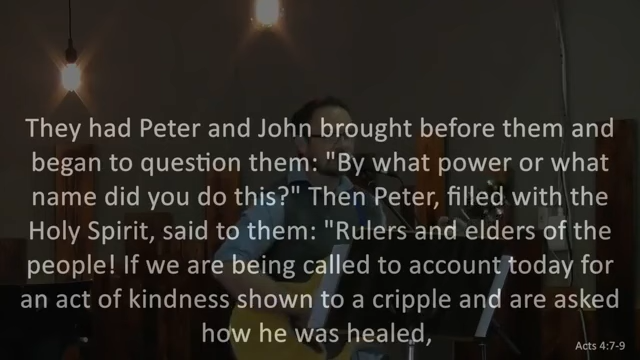 They had Peter and John brought before them and
began to question them: "By what power or what
name did you do this?" Then Peter, filled with the
Holy Spirit, said to them: "Rulers and elders of the
people! If we are being called to account today for
an act of kindness shown to a cripple and are asked
how he was healed,
Acts 4:7-9